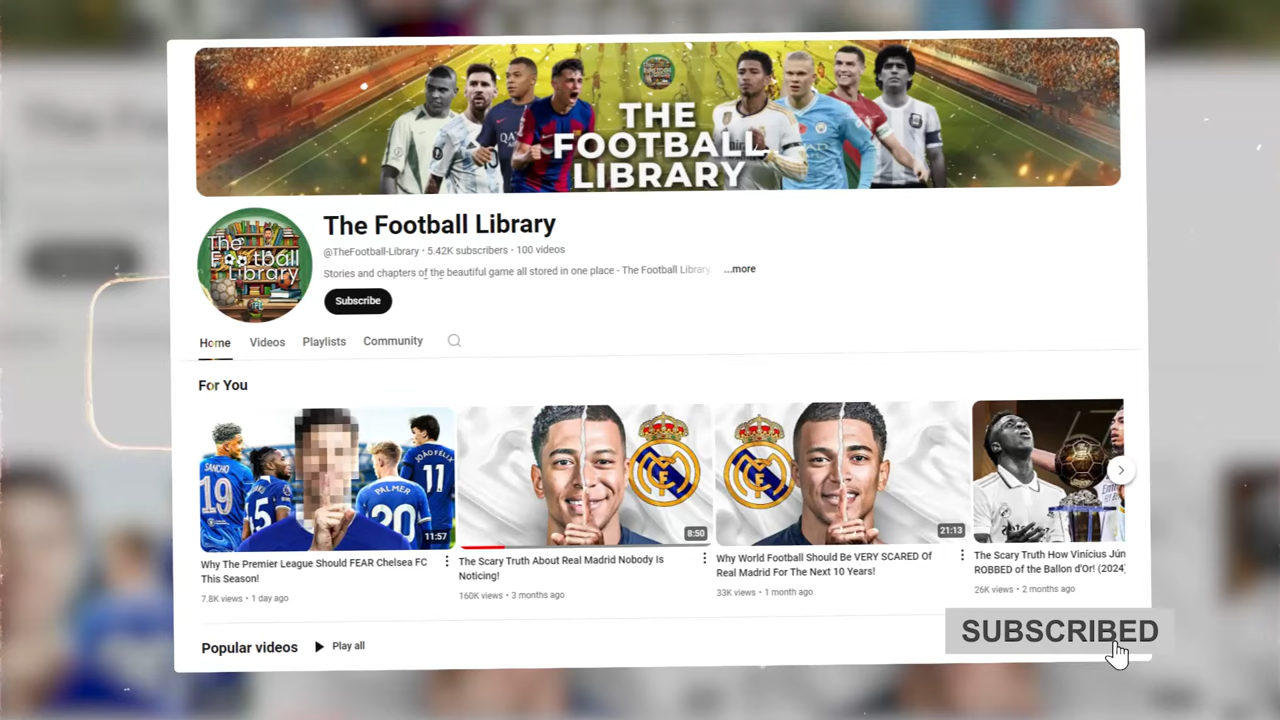 THE
FOOTBALL
LIBRARY
The
Football
Library
TFL
The Football Library
@TheFootball-Library · 5.42K subscribers · 100 videos
Stories and chapters of the beautiful game all stored in one place - The Football Library ...more
Subscribe
Home Videos Playlists Community
For You
SANCHO
19
5
PALMER
20
JOÃO FÉLIX
11
11:57
8:50
21:13
Why The Premier League Should FEAR Chelsea FC
This Season!
7.8K views · 1 day ago
The Scary Truth About Real Madrid Nobody Is
Noticing!
160K views · 3 months ago
Why World Football Should Be VERY SCARED Of
Real Madrid For The Next 10 Years!
33K views · 1 month ago
The Scary Truth How Vinícius Jún
ROBBED of the Ballon d'Or! (2024)
26K views · 2 months ago
Popular videos Play all
SUBSCRIBED